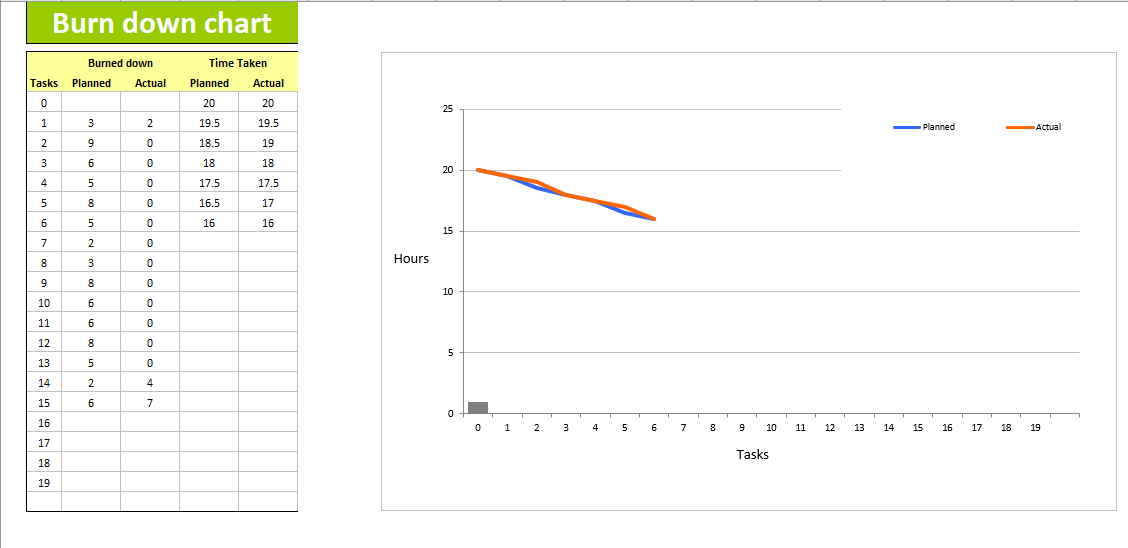 Burn down chart
Burned down Time Taken
Tasks Planned Actual Planned Actual
0 20 20
1 3 2 19.5 19.5
2 9 0 18.5 19
3 6 0 18 18
4 5 0 17.5 17.5
5 8 0 16.5 17
6 5 0 16 16
7 2 0
8 3 0
9 8 0
10 6 0
11 6 0
12 8 0
13 5 0
14 2 4
15 6 7
16
17
18
19
25
Planned Actual
20
15
Hours
10
5
0
0 1 2 3 4 5 6 7 8 9 10 11 12 13 14 15 16 17 18 19
Tasks